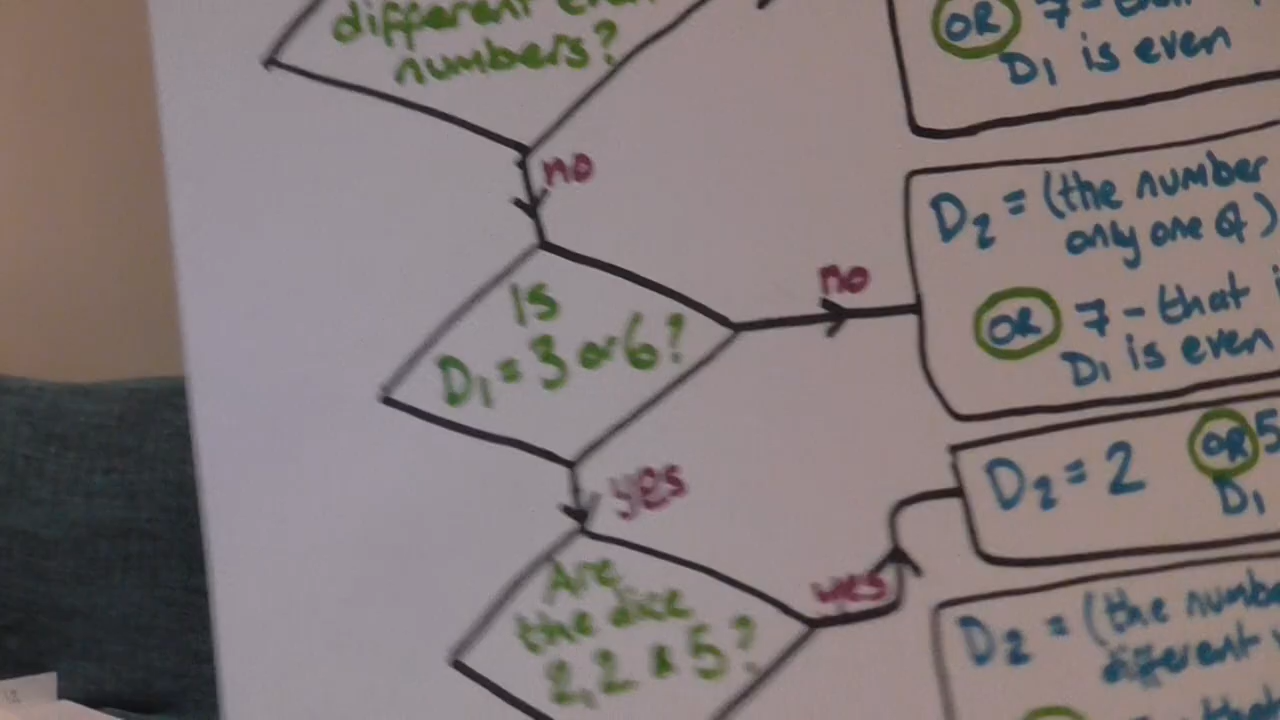 different even
numbers?
OR 7 - that
D1 is even
no
D2 = (the number
only one of)
no
Is
D1 = 3 or 6?
OR 7 - that
D1 is even
yes
D2 = 2 OR 5
D1
Are
the dice
2, 2 & 5?
yes
D2 = (the number
different